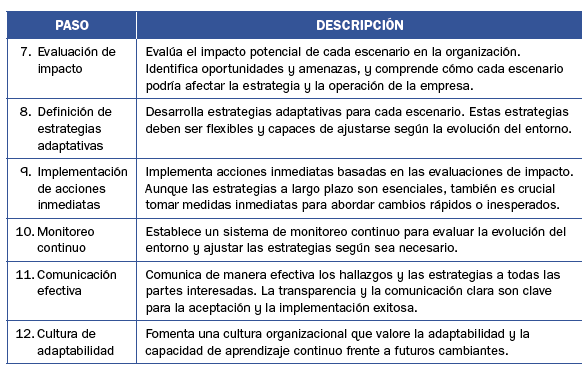 PASO DESCRIPCIÓN
7. Evaluación de impacto
Evalúa el impacto potencial de cada escenario en la organización.
Identifica oportunidades y amenazas, y comprende cómo cada escenario
podría afectar la estrategia y la operación de la empresa.
8. Definición de estrategias adaptativas
Desarrolla estrategias adaptativas para cada escenario. Estas estrategias
deben ser flexibles y capaces de ajustarse según la evolución del entorno.
9. Implementación de acciones inmediatas
Implementa acciones inmediatas basadas en las evaluaciones de impacto.
Aunque las estrategias a largo plazo son esenciales, también es crucial
tomar medidas inmediatas para abordar cambios rápidos o inesperados.
10. Monitoreo continuo
Establece un sistema de monitoreo continuo para evaluar la evolución del
entorno y ajustar las estrategias según sea necesario.
11. Comunicación efectiva
Comunica de manera efectiva los hallazgos y las estrategias a todas las
partes interesadas. La transparencia y la comunicación clara son clave
para la aceptación y la implementación exitosa.
12. Cultura de adaptabilidad
Fomenta una cultura organizacional que valore la adaptabilidad y la
capacidad de aprendizaje continuo frente a futuros cambiantes.